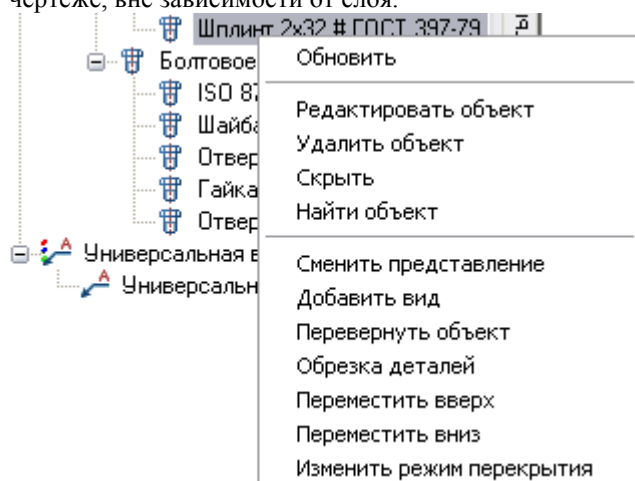 чертеже, вне зависимости от слоя.
Шплинт 2x32 # ГОСТ 397-79
Болтовое
ISO 87
Шайба
Отвер
Гайка
Отвер
Универсальная в
Универсальн
Обновить
Редактировать объект
Удалить объект
Скрыть
Найти объект
Сменить представление
Добавить вид
Перевернуть объект
Обрезка деталей
Переместить вверх
Переместить вниз
Изменить режим перекрытия